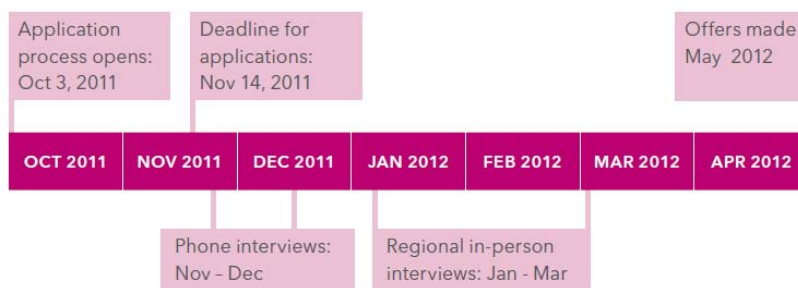 Application
process opens:
Oct 3, 2011
Deadline for
applications:
Nov 14, 2011
Offers made
May 2012
OCT 2011
NOV 2011
DEC 2011
JAN 2012
FEB 2012
MAR 2012
APR 2012
Phone interviews:
Nov – Dec
Regional in-person
interviews: Jan - Mar